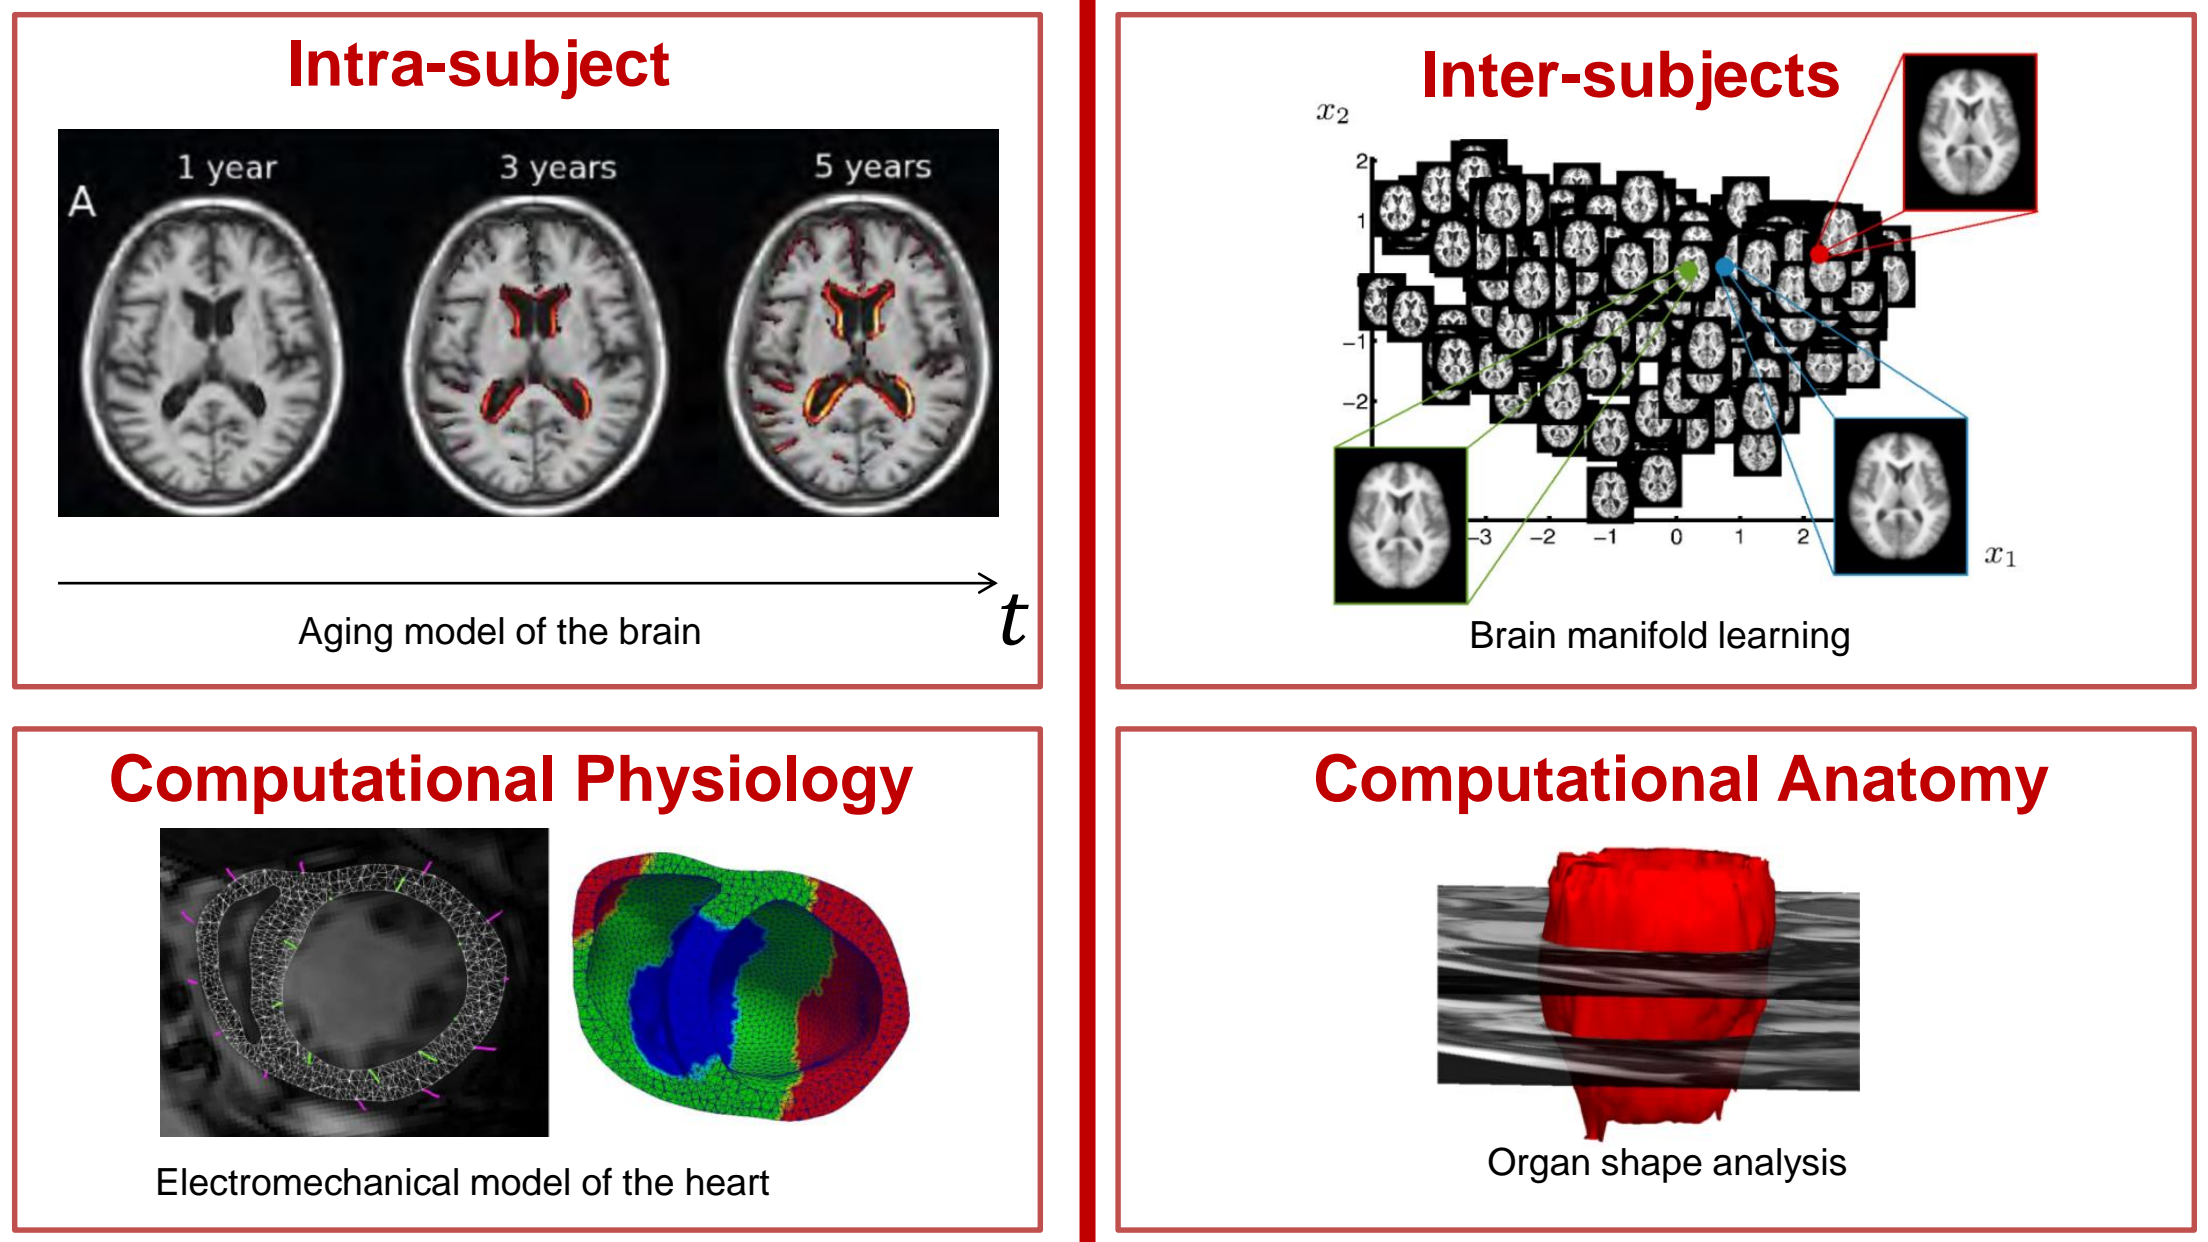 Intra-subject
1 year
3 years
5 years
A
t
Aging model of the brain
Inter-subjects
x2
2
1
−1
−2
−3 −2 −1 0 1 2
x1
Brain manifold learning
Computational Physiology
Electromechanical model of the heart
Computational Anatomy
Organ shape analysis